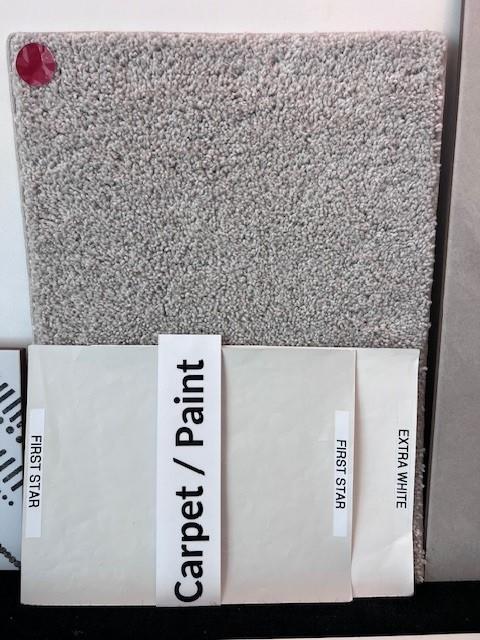 FIRST STAR
Carpet / Paint
FIRST STAR
EXTRA WHITE